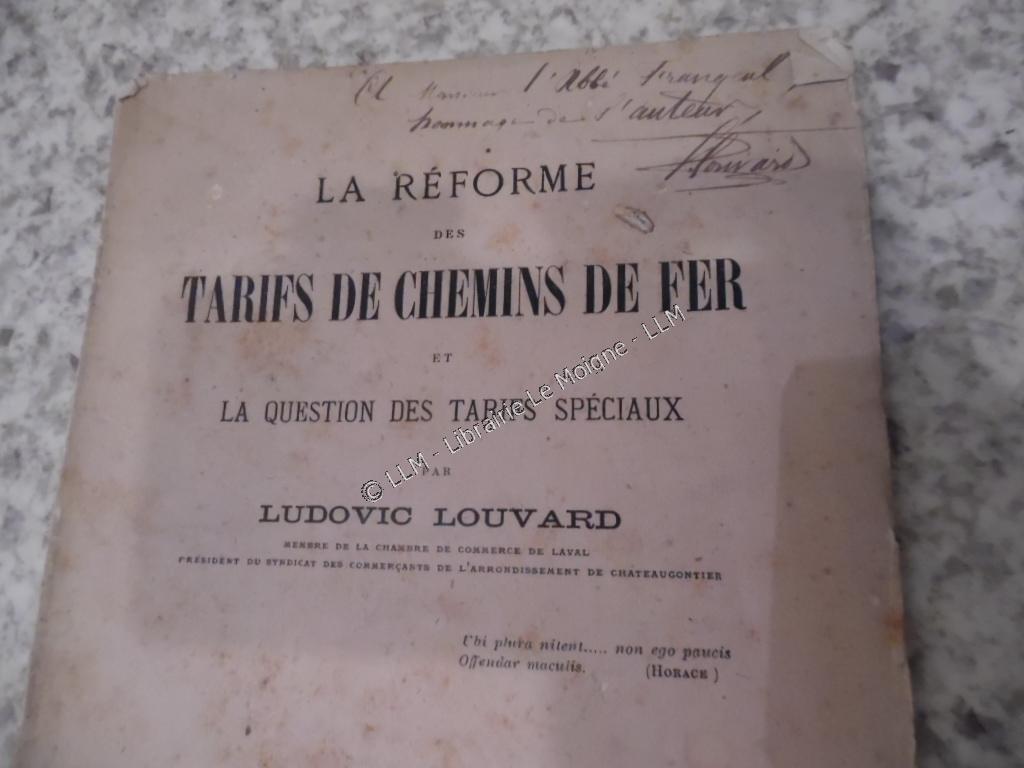 A Monsieur l'Abbé
hommage de l'auteur
Louvard
LA RÉFORME
DES
TARIFS DE CHEMINS DE FER
ET
LA QUESTION DES TARIFS SPÉCIAUX
PAR
LUDOVIC LOUVARD
MEMBRE DE LA CHAMBRE DE COMMERCE DE LAVAL
PRÉSIDENT DU SYNDICAT DES COMMERÇANTS DE L'ARRONDISSEMENT DE CHATEAUGONTIER
Ubi plura nitent..... non ego paucis
Offendar maculis. (HORACE)
© LLM - Librairie Le Moigne - LLM